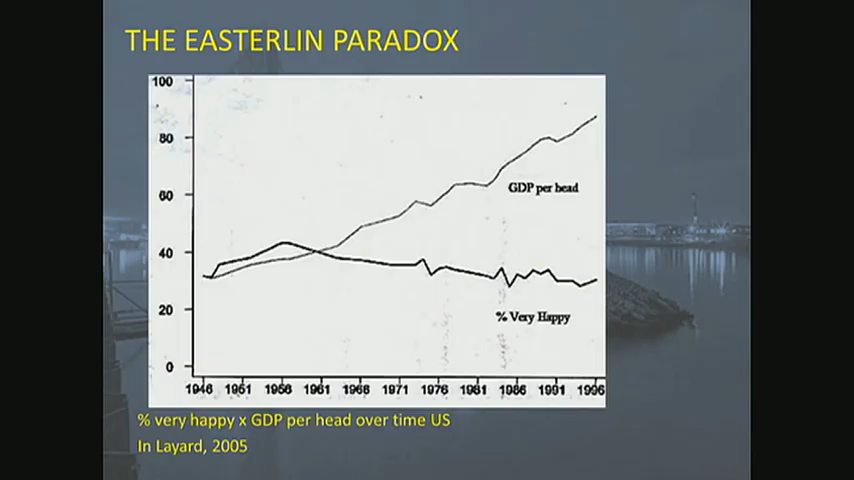 THE EASTERLIN PARADOX
100
80
60
40
20
0
GDP per head
% Very Happy
1946 1951 1956 1961 1966 1971 1976 1981 1986 1991 1996
% very happy x GDP per head over time US
In Layard, 2005